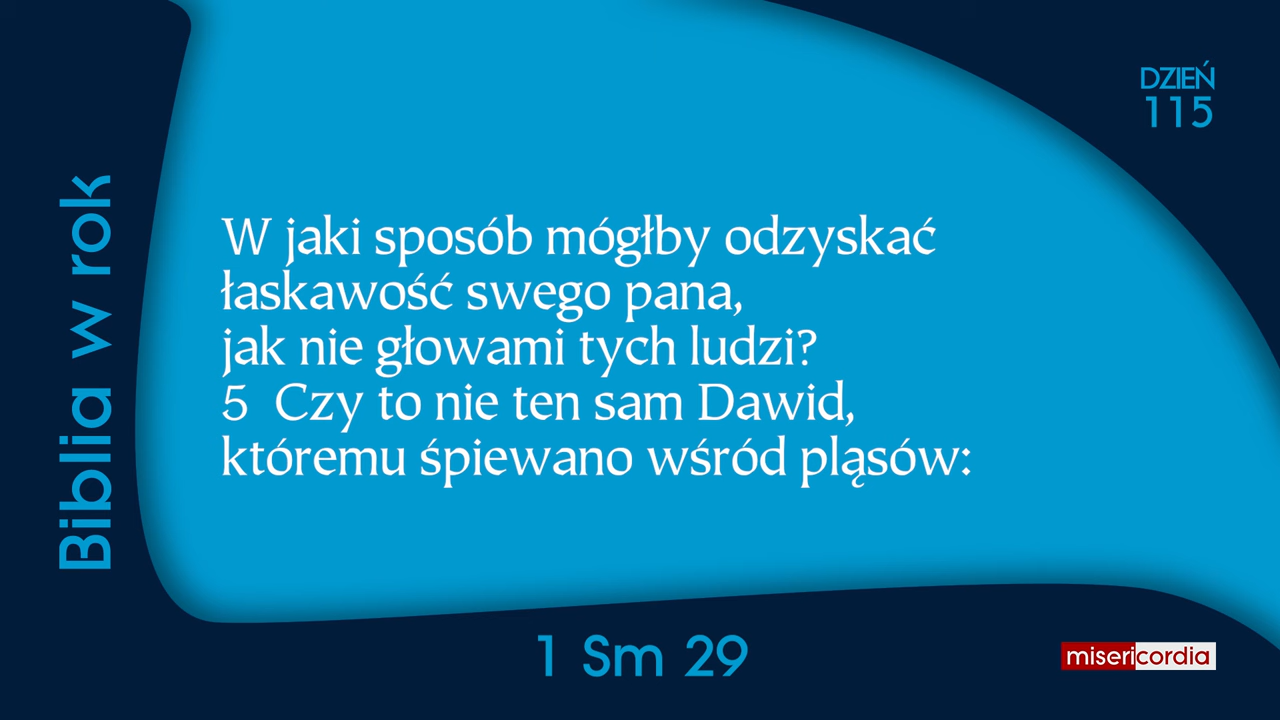 DZIEŃ
115
Biblia w rok
W jaki sposób mógłby odzyskać
łaskawość swego pana,
jak nie głowami tych ludzi?
5 Czy to nie ten sam Dawid,
któremu śpiewano wśród pląsów:
1 Sm 29
misericordia